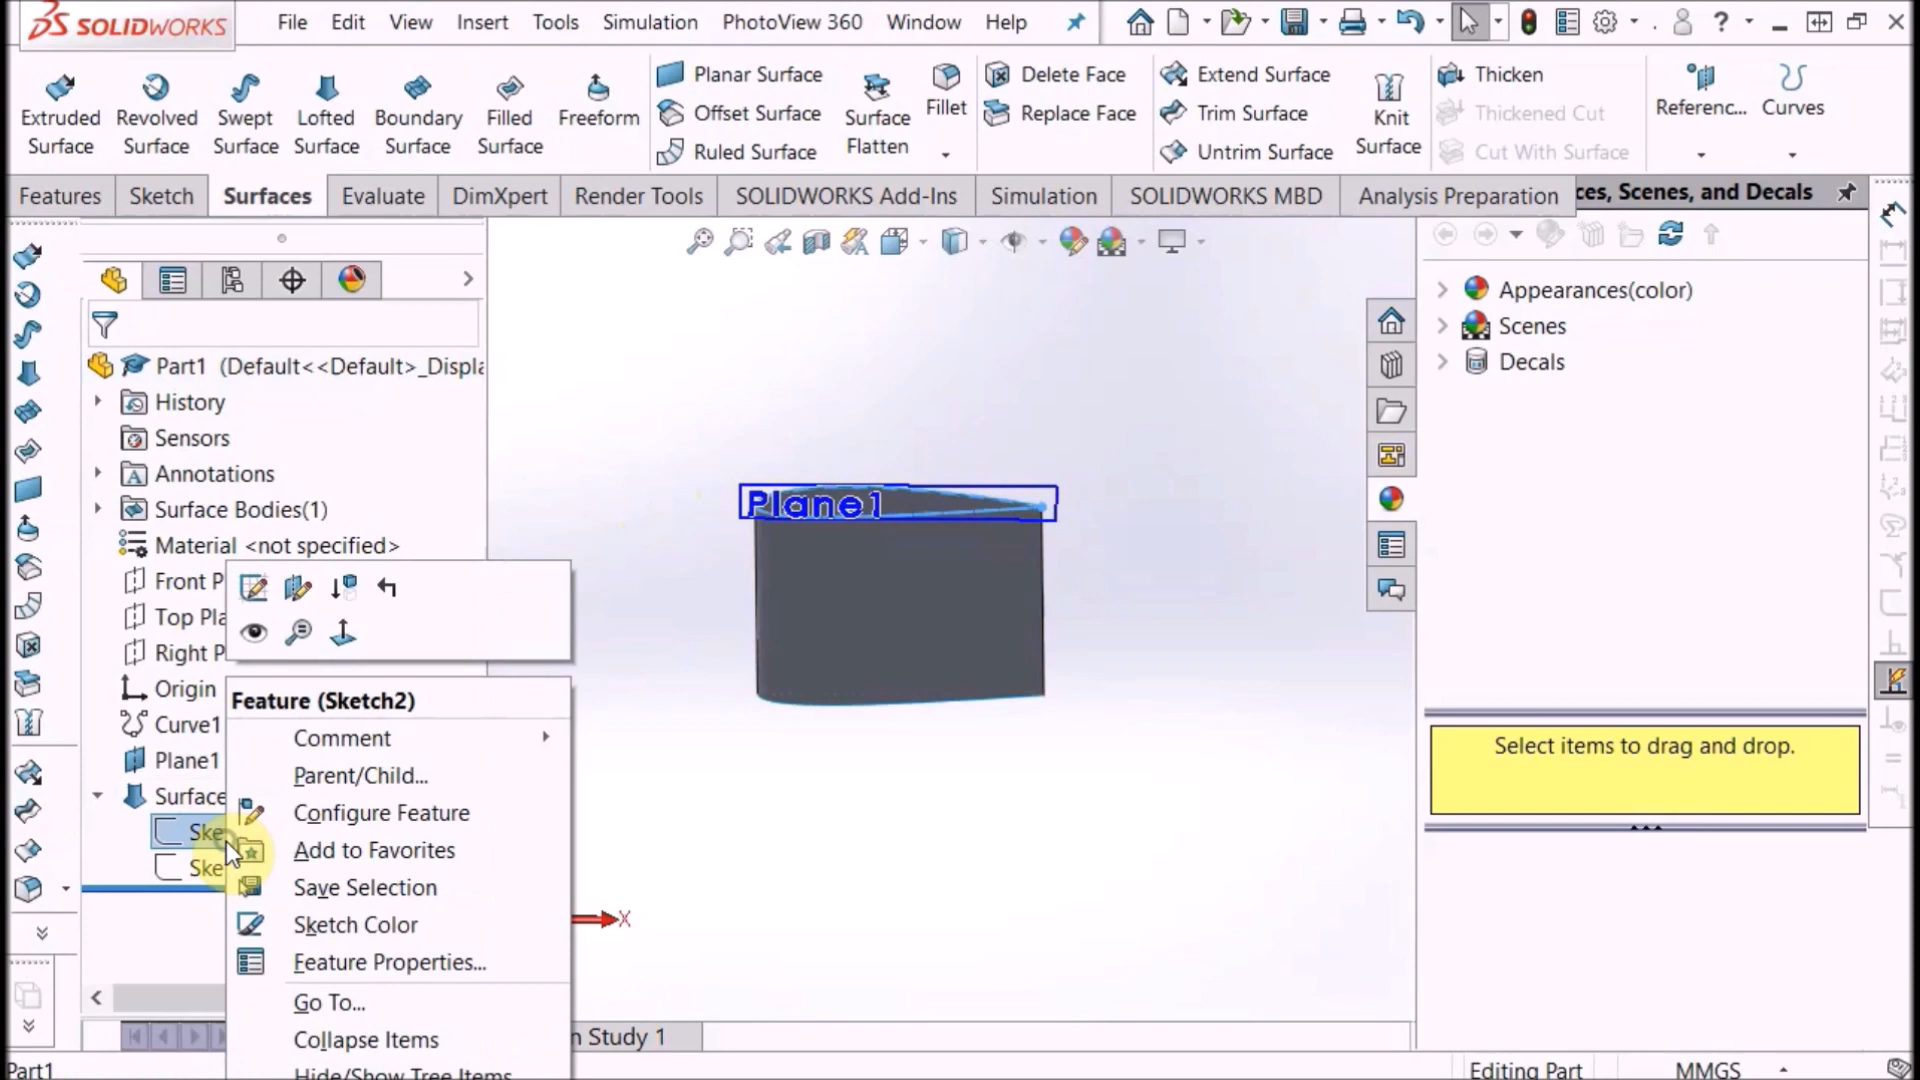 SOLIDWORKS File Edit View Insert Tools Simulation PhotoView 360 Window Help
Extruded Surface
Revolved Surface
Swept Surface
Lofted Surface
Boundary Surface
Filled Surface
Freeform
Planar Surface
Offset Surface
Ruled Surface
Surface Flatten
Fillet
Delete Face
Replace Face
Extend Surface
Trim Surface
Untrim Surface
Knit Surface
Thicken
Thickened Cut
Cut With Surface
Referenc...
Curves
Features Sketch Surfaces Evaluate DimXpert Render Tools SOLIDWORKS Add-Ins Simulation SOLIDWORKS MBD Analysis Preparation
ces, Scenes, and Decals
Part1 (Default<<Default>_Displa
History
Sensors
Annotations
Surface Bodies(1)
Material <not specified>
Front P
Top Pla
Right P
Origin
Curve1
Plane1
Surface
Ske
Ske
Feature (Sketch2)
Comment
Parent/Child...
Configure Feature
Add to Favorites
Save Selection
Sketch Color
Feature Properties...
Go To...
Collapse Items
Hide/Show Tree Items
Plane1
X
n Study 1
Appearances(color)
Scenes
Decals
Select items to drag and drop.
Part1
Editing Part
MMGS